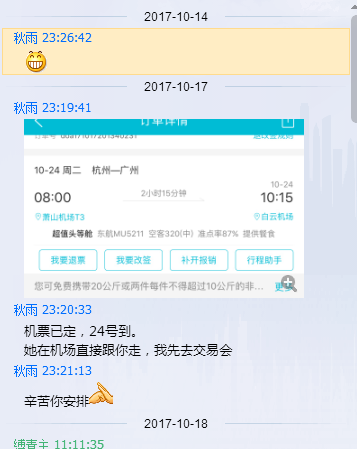 2017-10-14
秋雨 23:26:42
2017-10-17
秋雨 23:19:41
订单详情
10-24 周二 杭州—广州
10-24
08:00 2小时15分钟 10:15
萧山机场T3 白云机场
超值头等舱 东航MU5211 空客320(中) 准点率87% 提供餐食
我要退票 我要改签 补开报销 行程助手
您可免费携带20公斤或两件每件不得超过10公斤的非... 更
秋雨 23:20:33
机票已定，24号到。
她在机场直接跟你走，我先去交易会
秋雨 23:21:13
辛苦你安排
2017-10-18
11:11:35